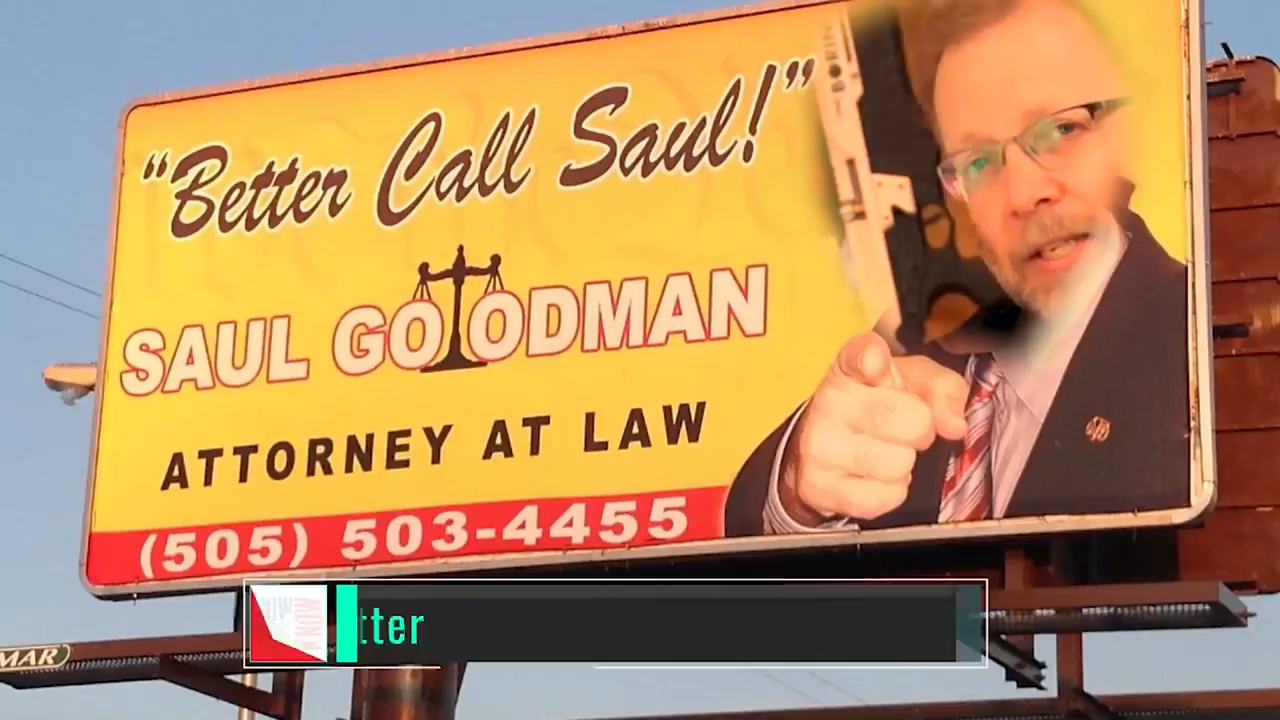 “Better Call Saul!”
SAUL GOODMAN
ATTORNEY AT LAW
(505) 503-4455
MAR
tter